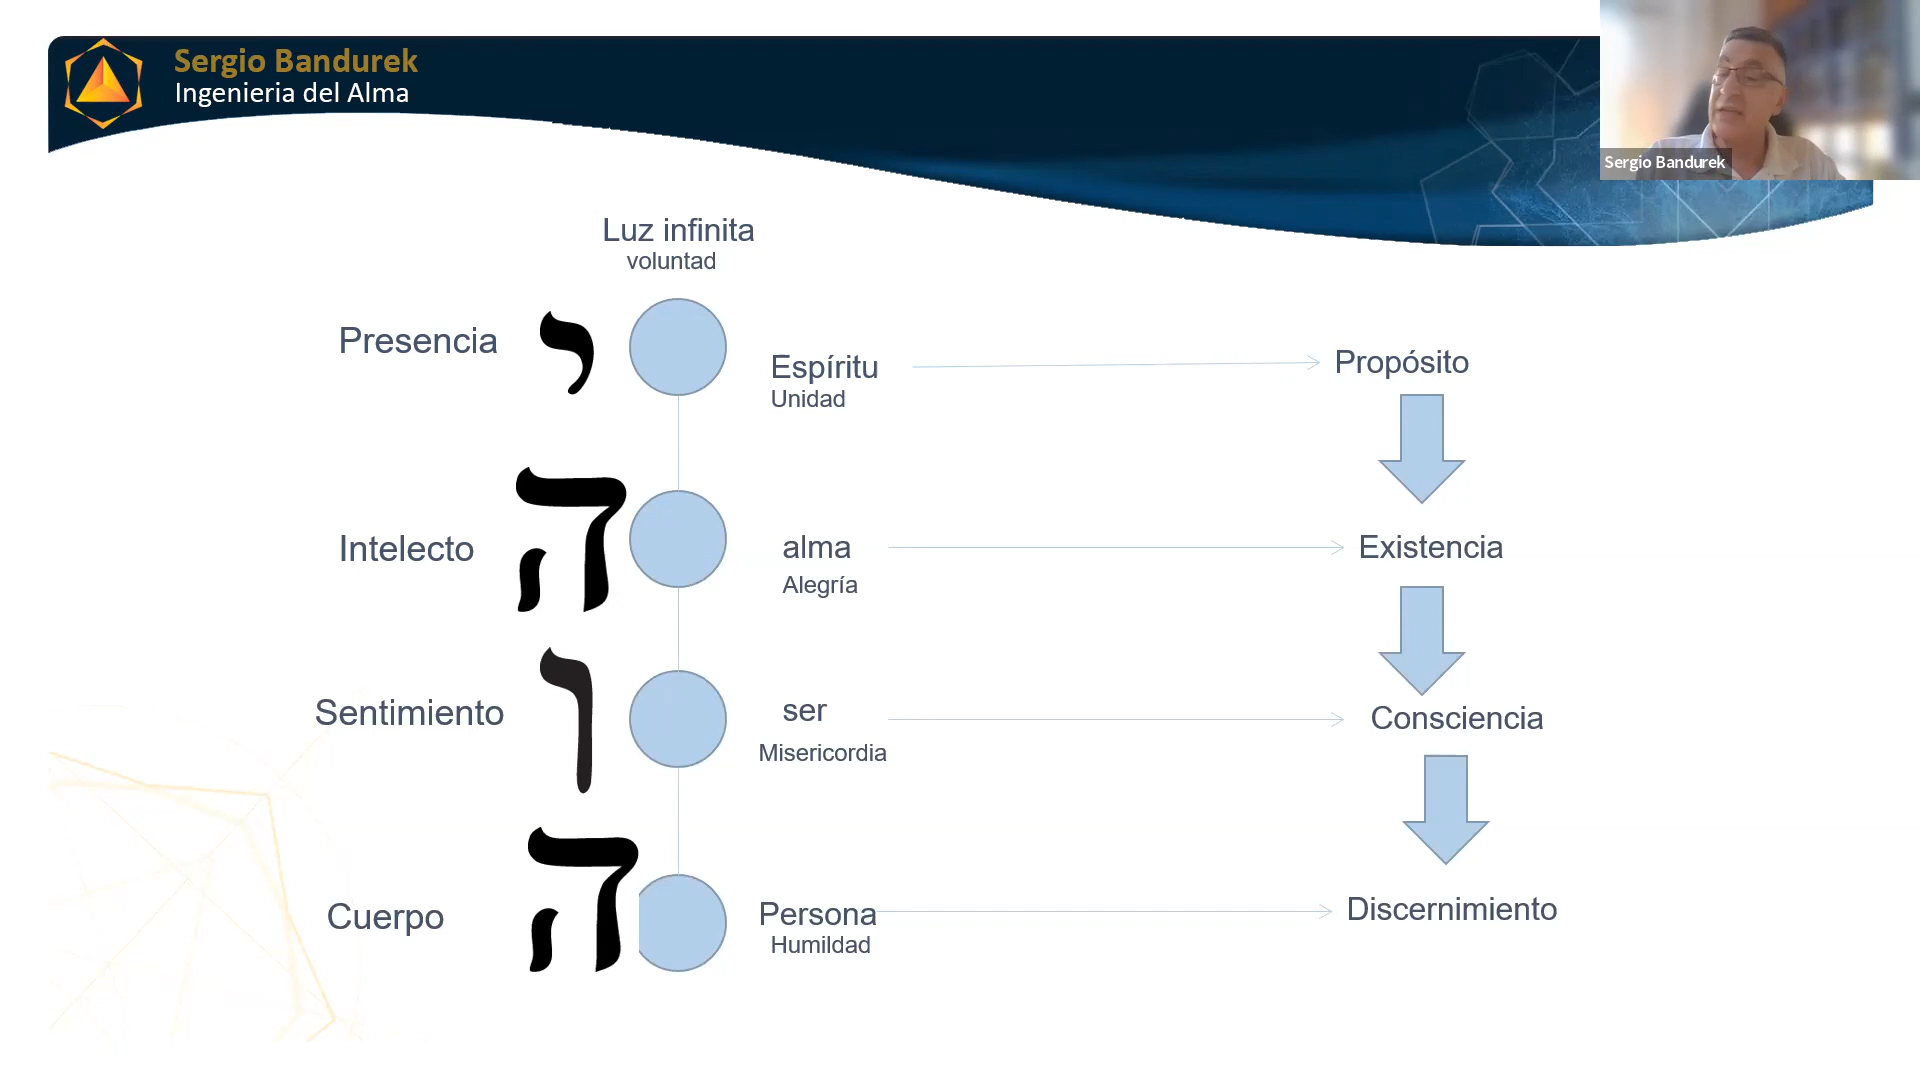 Sergio Bandurek
Ingenieria del Alma
Sergio Bandurek
Luz infinita
voluntad
Presencia י
Espíritu
Unidad
Propósito
Intelecto ה
alma
Alegría
Existencia
Sentimiento ו
ser
Misericordia
Consciencia
Cuerpo ה
Persona
Humildad
Discernimiento